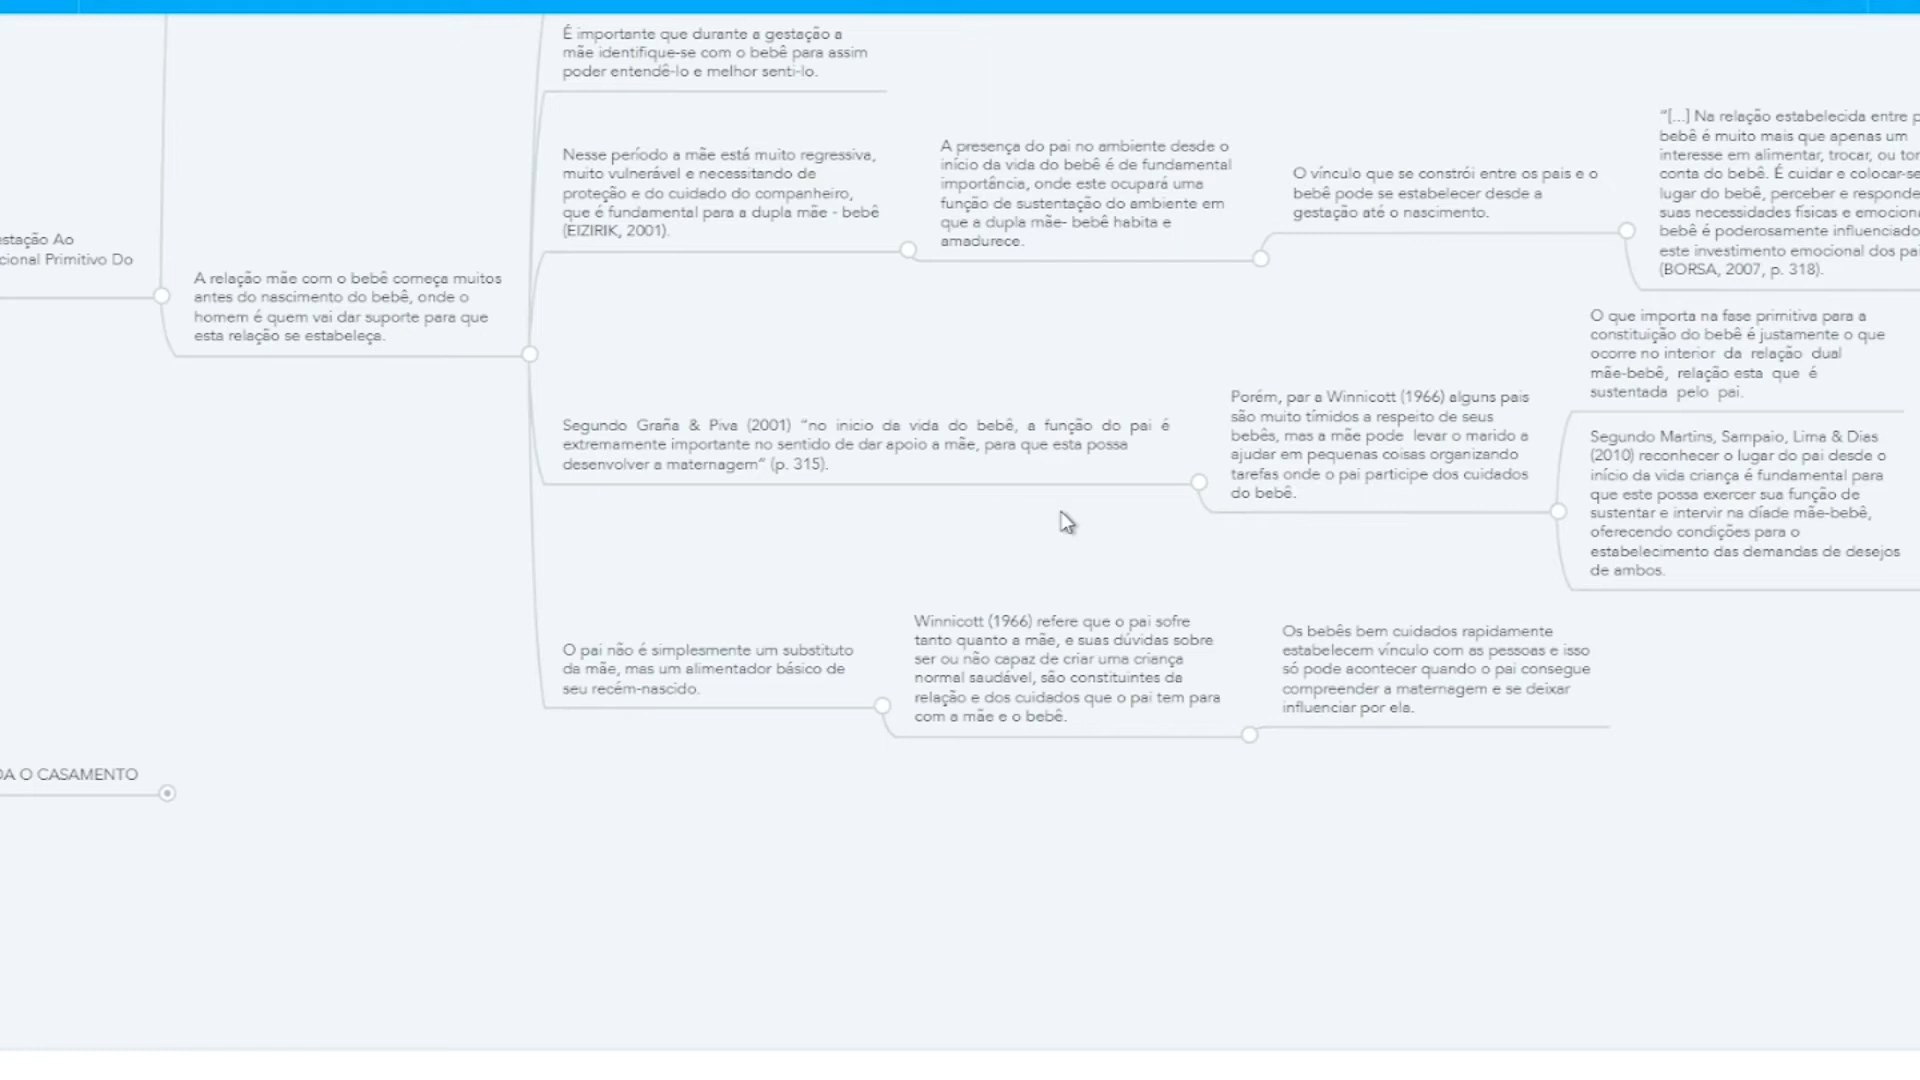 estação Ao
cional Primitivo Do
A relação mãe com o bebê começa muitos
antes do nascimento do bebê, onde o
homem é quem vai dar suporte para que
esta relação se estabeleça.
É importante que durante a gestação a
mãe identifique-se com o bebê para assim
poder entendê-lo e melhor senti-lo.
Nesse período a mãe está muito regressiva,
muito vulnerável e necessitando de
proteção e do cuidado do companheiro,
que é fundamental para a dupla mãe - bebê
(EIZIRIK, 2001).
A presença do pai no ambiente desde o
início da vida do bebê é de fundamental
importância, onde este ocupará uma
função de sustentação do ambiente em
que a dupla mãe- bebê habita e
amadurece.
O vínculo que se constrói entre os pais e o
bebê pode se estabelecer desde a
gestação até o nascimento.
"[...] Na relação estabelecida entre p
bebê é muito mais que apenas um
interesse em alimentar, trocar, ou tor
conta do bebê. É cuidar e colocar-se
lugar do bebê, perceber e responde
suas necessidades físicas e emociona
bebê é poderosamente influenciado
este investimento emocional dos pai
(BORSA, 2007, p. 318).
Segundo Graña & Piva (2001) "no inicio da vida do bebê, a função do pai é
extremamente importante no sentido de dar apoio a mãe, para que esta possa
desenvolver a maternagem" (p. 315).
Porém, par a Winnicott (1966) alguns pais
são muito tímidos a respeito de seus
bebês, mas a mãe pode levar o marido a
ajudar em pequenas coisas organizando
tarefas onde o pai participe dos cuidados
do bebê.
O que importa na fase primitiva para a
constituição do bebê é justamente o que
ocorre no interior da relação dual
mãe-bebê, relação esta que é
sustentada pelo pai.
Segundo Martins, Sampaio, Lima & Dias
(2010) reconhecer o lugar do pai desde o
início da vida criança é fundamental para
que este possa exercer sua função de
sustentar e intervir na díade mãe-bebê,
oferecendo condições para o
estabelecimento das demandas de desejos
de ambos.
O pai não é simplesmente um substituto
da mãe, mas um alimentador básico de
seu recém-nascido.
Winnicott (1966) refere que o pai sofre
tanto quanto a mãe, e suas dúvidas sobre
ser ou não capaz de criar uma criança
normal saudável, são constituintes da
relação e dos cuidados que o pai tem para
com a mãe e o bebê.
Os bebês bem cuidados rapidamente
estabelecem vínculo com as pessoas e isso
só pode acontecer quando o pai consegue
compreender a maternagem e se deixar
influenciar por ela.
DA O CASAMENTO